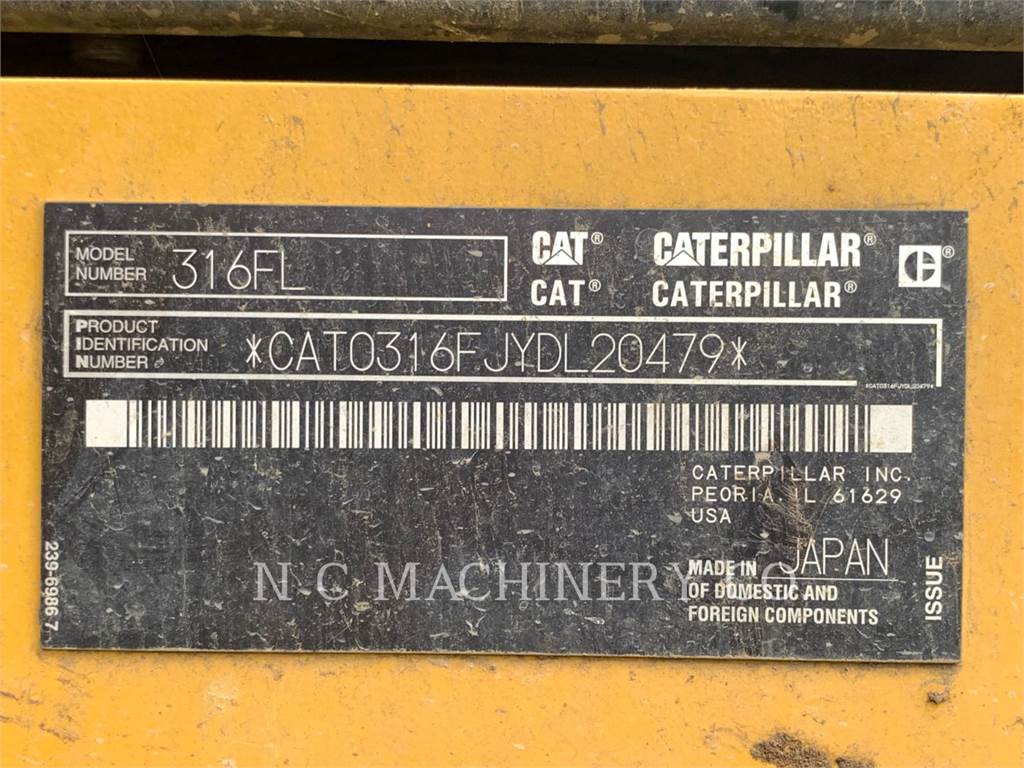 MODEL
NUMBER 316FL
CAT® CATERPILLAR®
CAT® CATERPILLAR®
PRODUCT
IDENTIFICATION
NUMBER *CAT0316FJYDL20479*
*CAT0316FJYDL20479*
CATERPILLAR INC.
PEORIA, IL 61629
USA
MADE IN JAPAN
OF DOMESTIC AND
FOREIGN COMPONENTS
239-6986 7
ISSUE
N C MACHINERY CO.